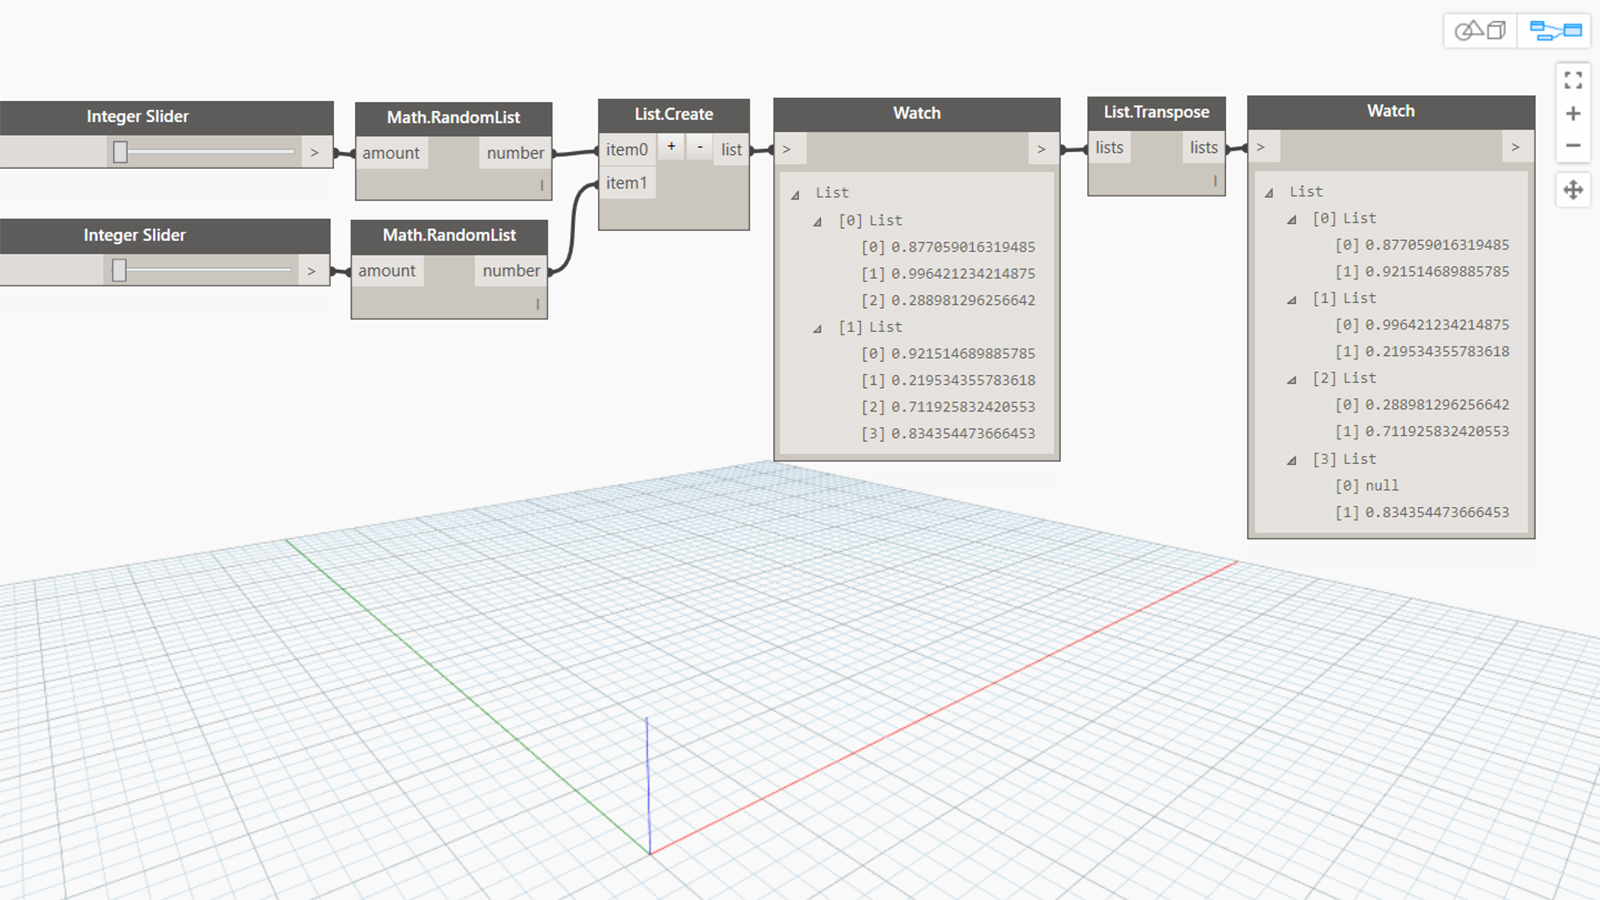 Integer Slider
>
Math.RandomList
amount number
l
List.Create
item0 + - list
item1
Watch
> >
List
[0] List
[0] 0.877059016319485
[1] 0.996421234214875
[2] 0.288981296256642
[1] List
[0] 0.921514689885785
[1] 0.219534355783618
[2] 0.711925832420553
[3] 0.834354473666453
List.Transpose
lists lists
l
Watch
> >
List
[0] List
[0] 0.877059016319485
[1] 0.921514689885785
[1] List
[0] 0.996421234214875
[1] 0.219534355783618
[2] List
[0] 0.288981296256642
[1] 0.711925832420553
[3] List
[0] null
[1] 0.834354473666453
Integer Slider
>
Math.RandomList
amount number
l